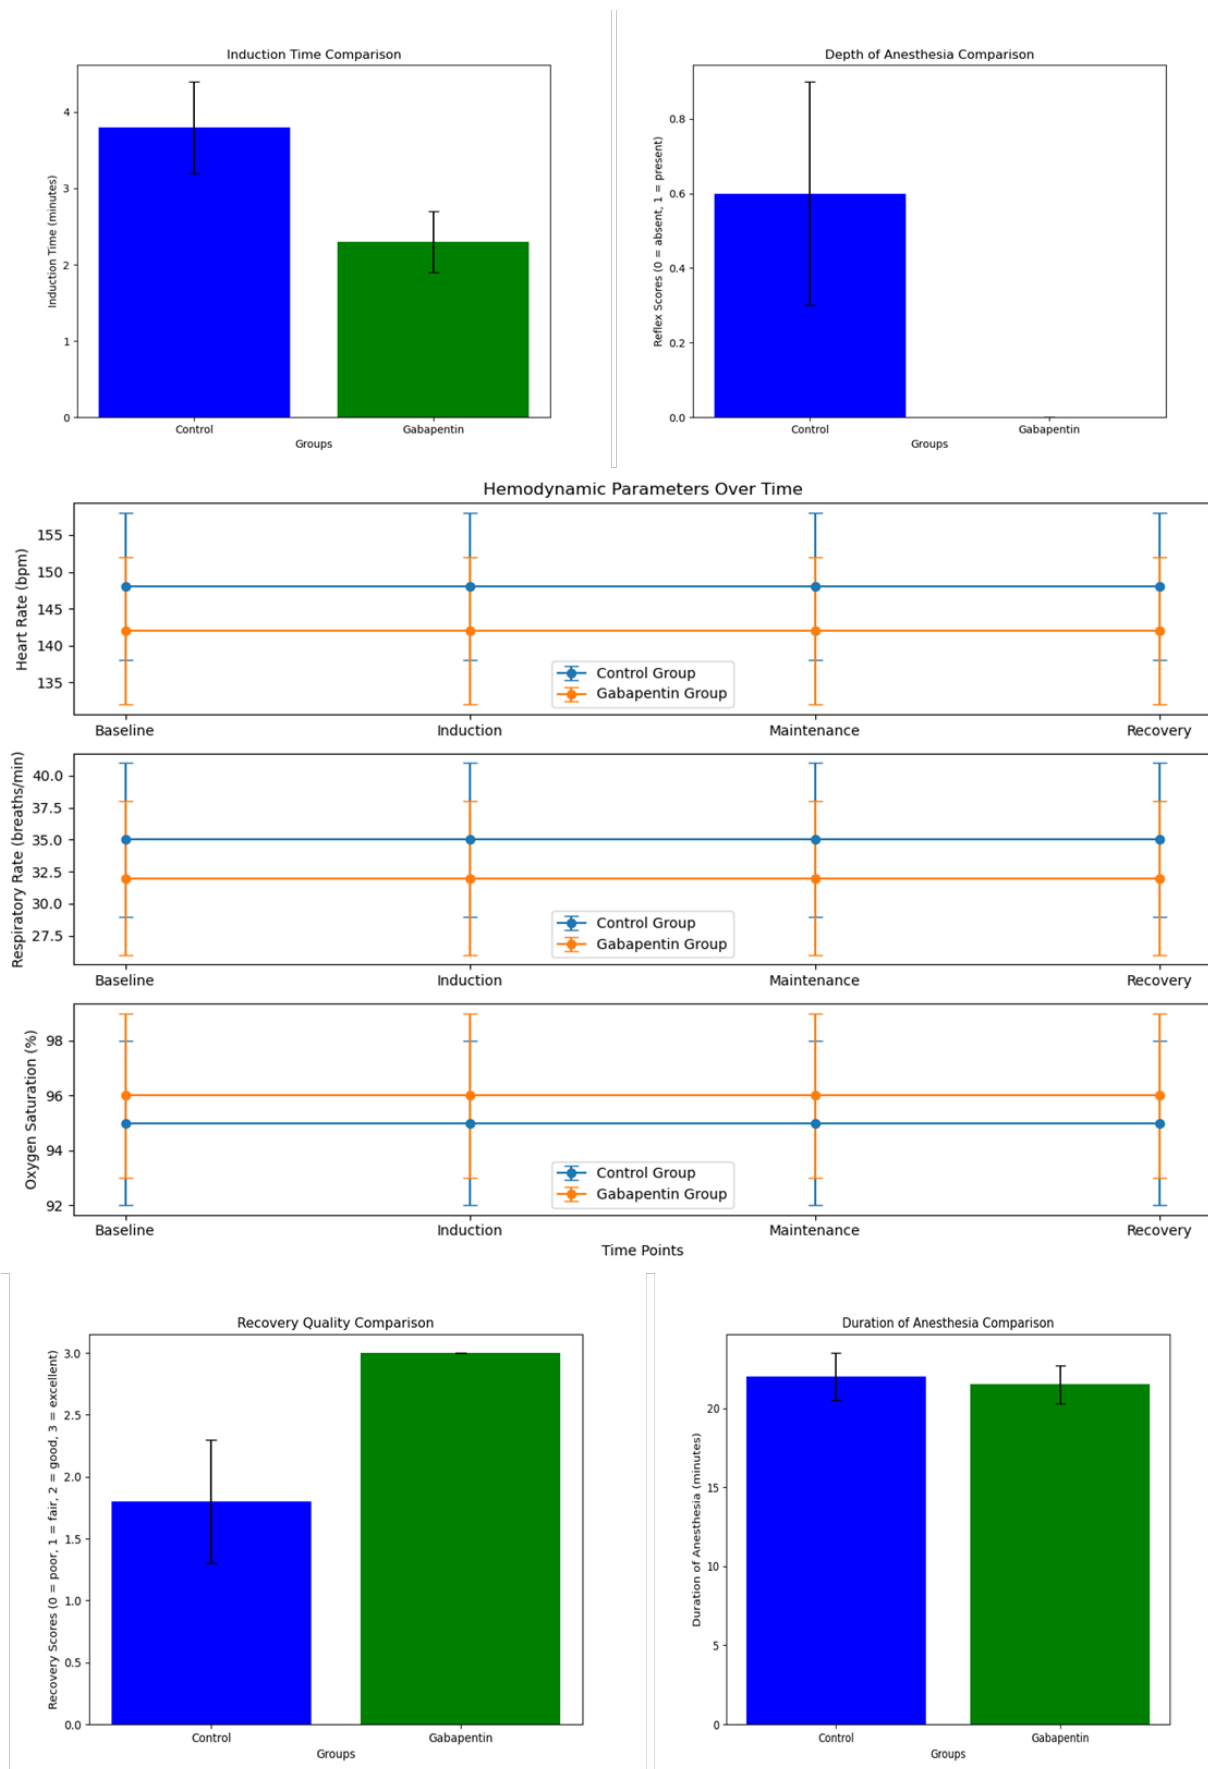 Induction Time Comparison
Induction Time (minutes)
4
3
2
1
0
Control
Gabapentin
Groups
Depth of Anesthesia Comparison
Reflex Scores (0 = absent, 1 = present)
0.8
0.6
0.4
0.2
0.0
Control
Gabapentin
Groups
Hemodynamic Parameters Over Time
Heart Rate (bpm)
155
150
145
140
135
Control Group
Gabapentin Group
Baseline
Induction
Maintenance
Recovery
Respiratory Rate (breaths/min)
40.0
37.5
35.0
32.5
30.0
27.5
Control Group
Gabapentin Group
Baseline
Induction
Maintenance
Recovery
Oxygen Saturation (%)
98
96
94
92
Control Group
Gabapentin Group
Baseline
Induction
Maintenance
Recovery
Time Points
Recovery Quality Comparison
Recovery Scores (0 = poor, 1 = fair, 2 = good, 3 = excellent)
3.0
2.5
2.0
1.5
1.0
0.5
0.0
Control
Gabapentin
Groups
Duration of Anesthesia Comparison
Duration of Anesthesia (minutes)
20
15
10
5
0
Control
Gabapentin
Groups